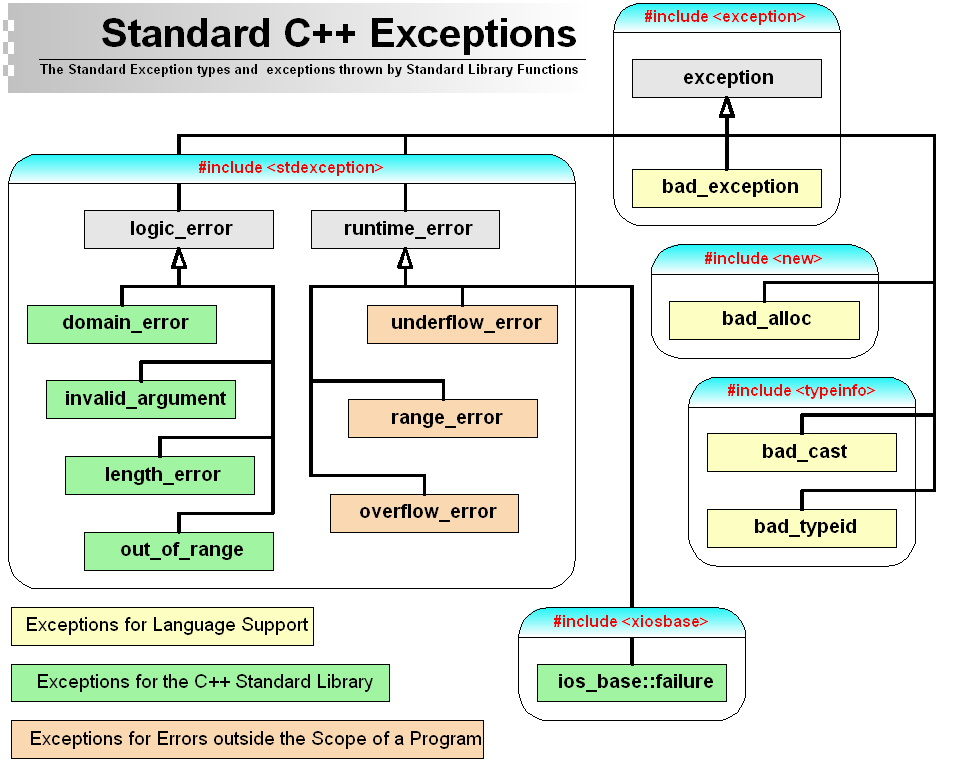 Standard C++ Exceptions
The Standard Exception types and exceptions thrown by Standard Library Functions
#include <exception>
exception
bad_exception
#include <stdexception>
logic_error
runtime_error
domain_error
underflow_error
invalid_argument
range_error
length_error
overflow_error
out_of_range
#include <new>
bad_alloc
#include <typeinfo>
bad_cast
bad_typeid
#include <xiosbase>
ios_base::failure
Exceptions for Language Support
Exceptions for the C++ Standard Library
Exceptions for Errors outside the Scope of a Program